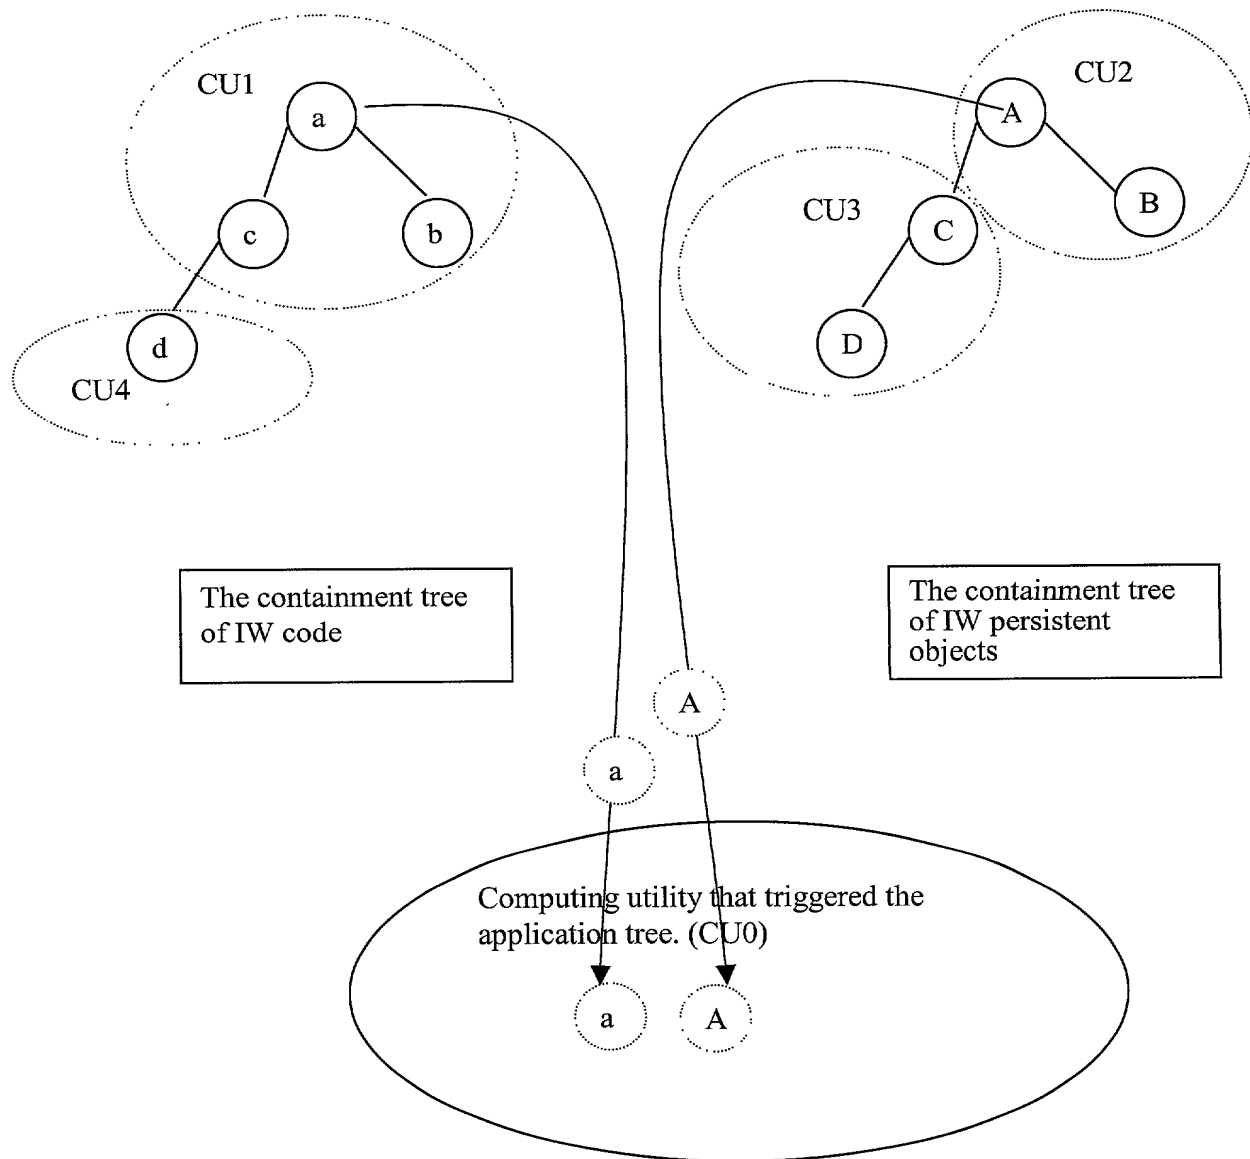 CU1
a
c
b
d
CU4
CU2
A
B
CU3
C
D
The containment tree
of IW code
The containment tree
of IW persistent
objects
A
a
Computing utility that triggered the
application tree. (CU0)
a
A